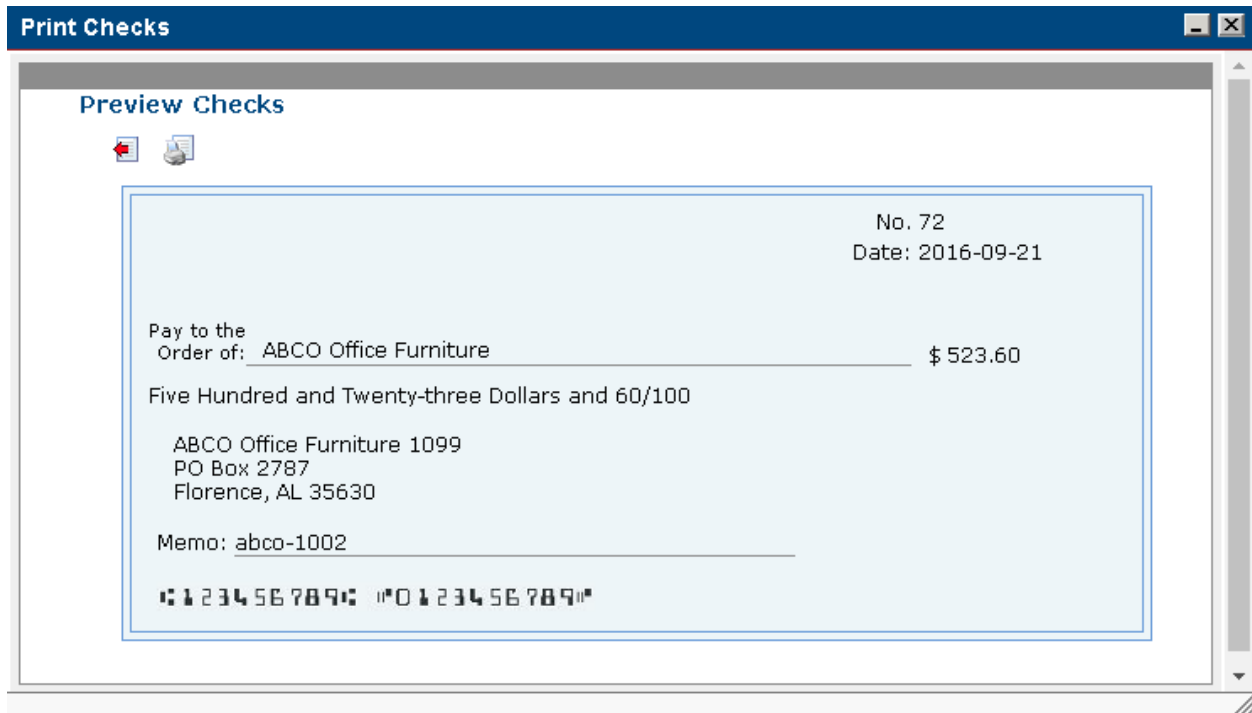 Print Checks
Preview Checks
No. 72
Date: 2016-09-21
Pay to the
Order of: ABCO Office Furniture $ 523.60
Five Hundred and Twenty-three Dollars and 60/100
ABCO Office Furniture 1099
PO Box 2787
Florence, AL 35630
Memo: abco-1002
⑆123456789⑆ ⑈0123456789⑈